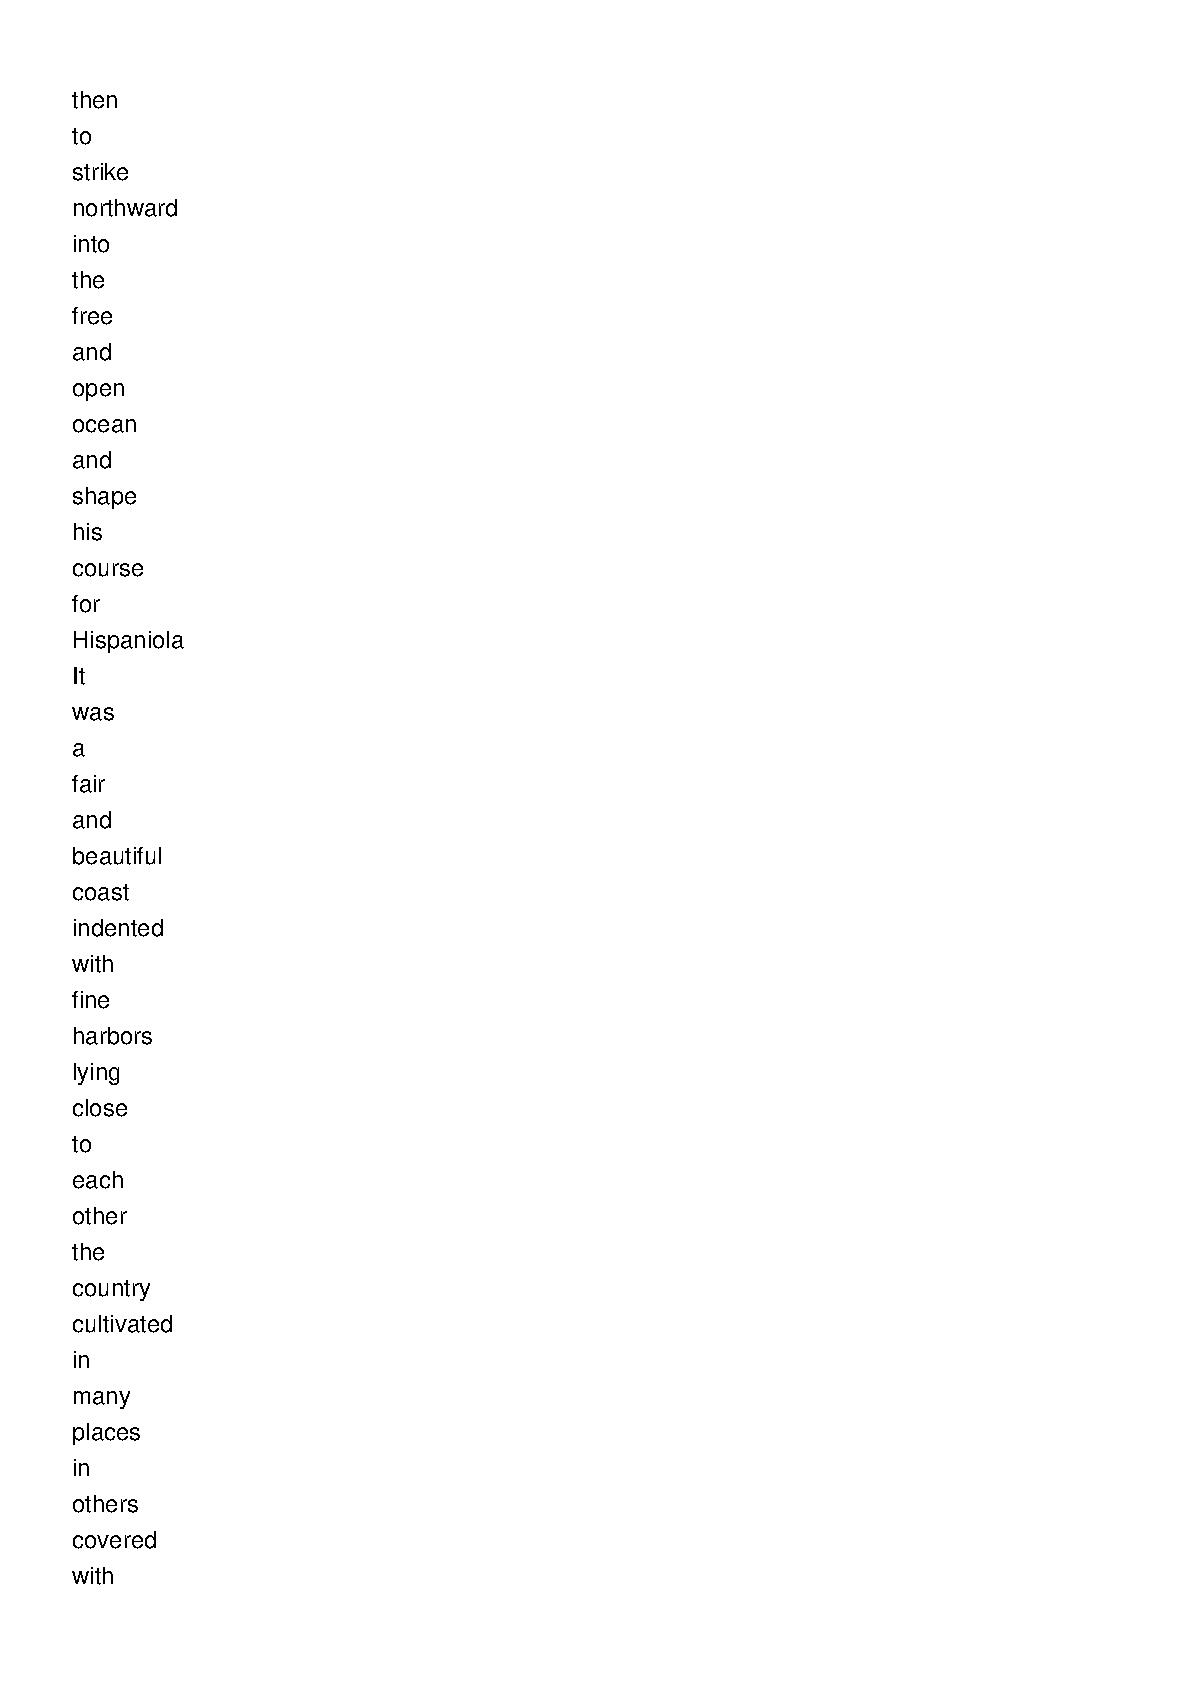 then
to
strike
northward
into
the
free
and
open
ocean
and
shape
his
course
for
Hispaniola
It
was
a
fair
and
beautiful
coast
indented
with
fine
harbors
lying
close
to
each
other
the
country
cultivated
in
many
places
in
others
covered
with